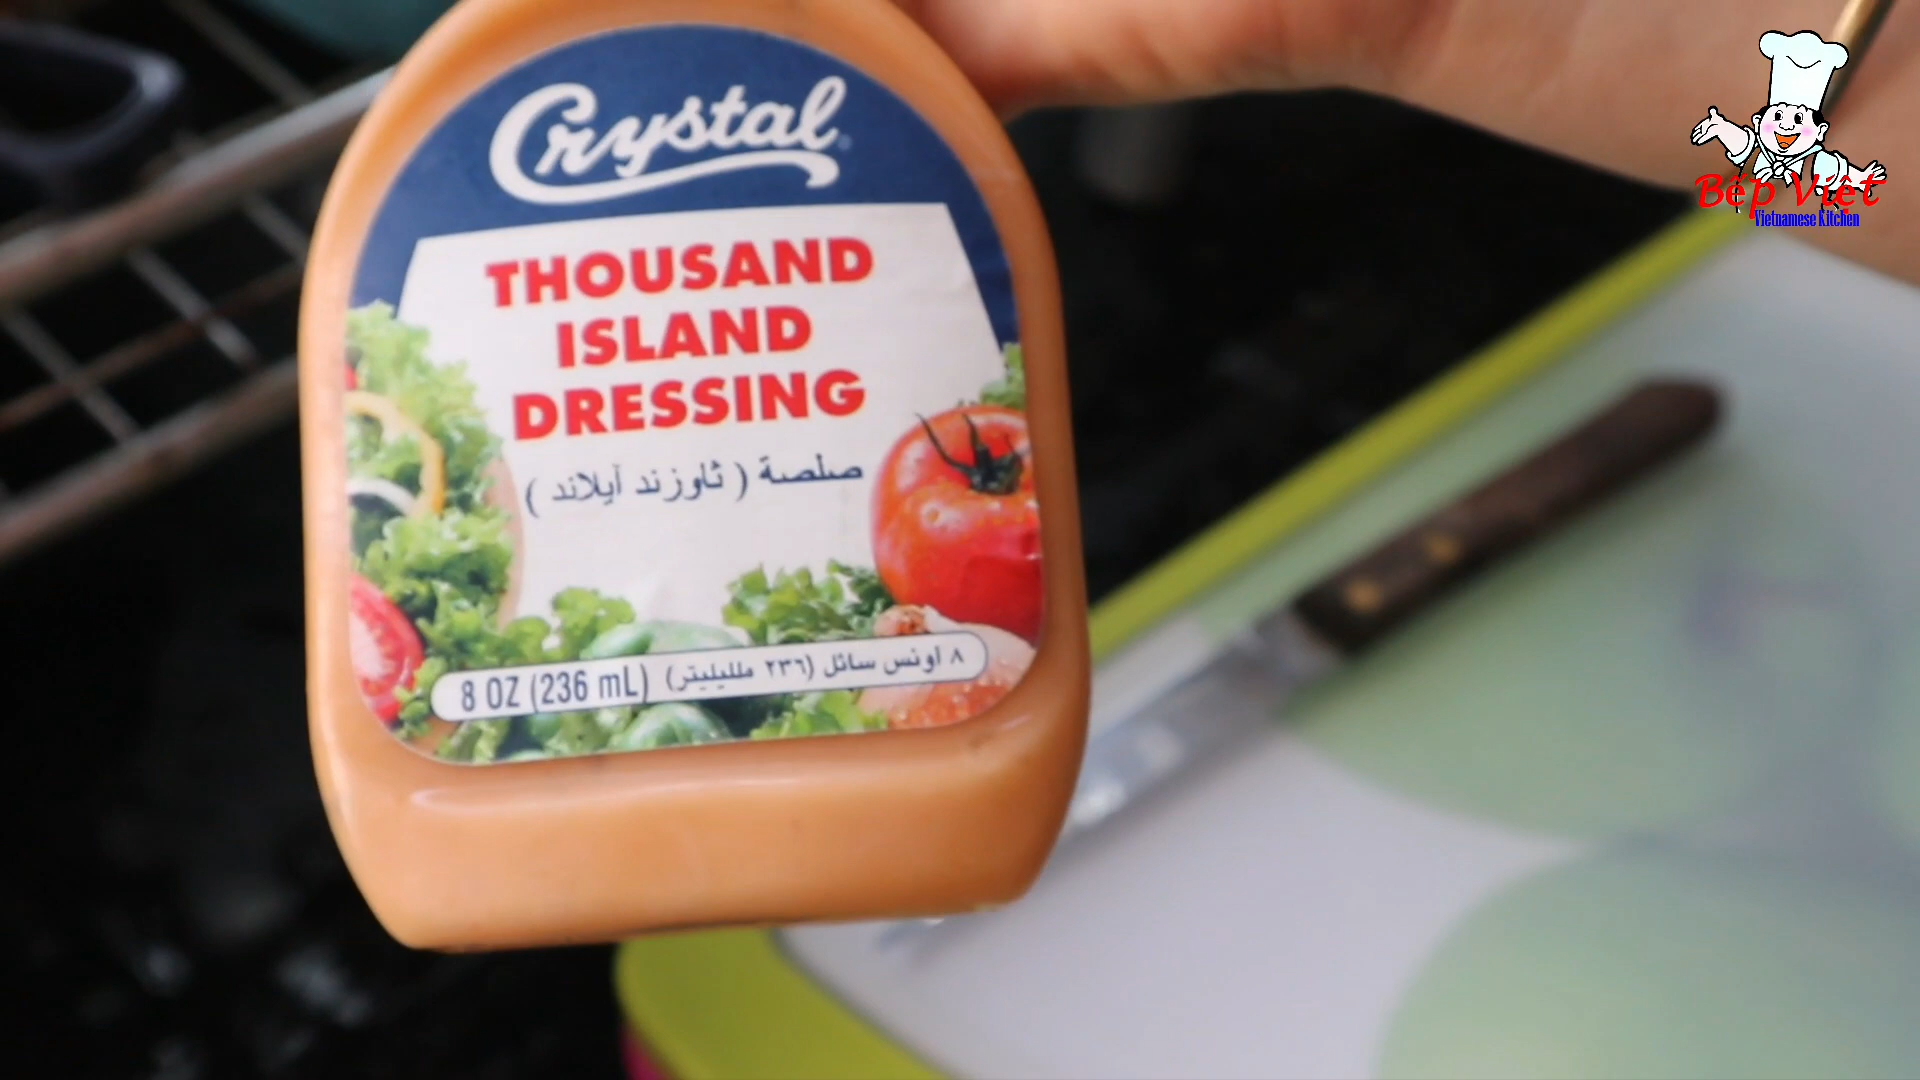 Crystal
THOUSAND
ISLAND
DRESSING
صلصة ( ثاوزند آيلاند )
8 OZ (236 mL) ٨ اونس سائل (٢٣٦ ملليليتر)
Bếp Việt
Vietnamese Kitchen